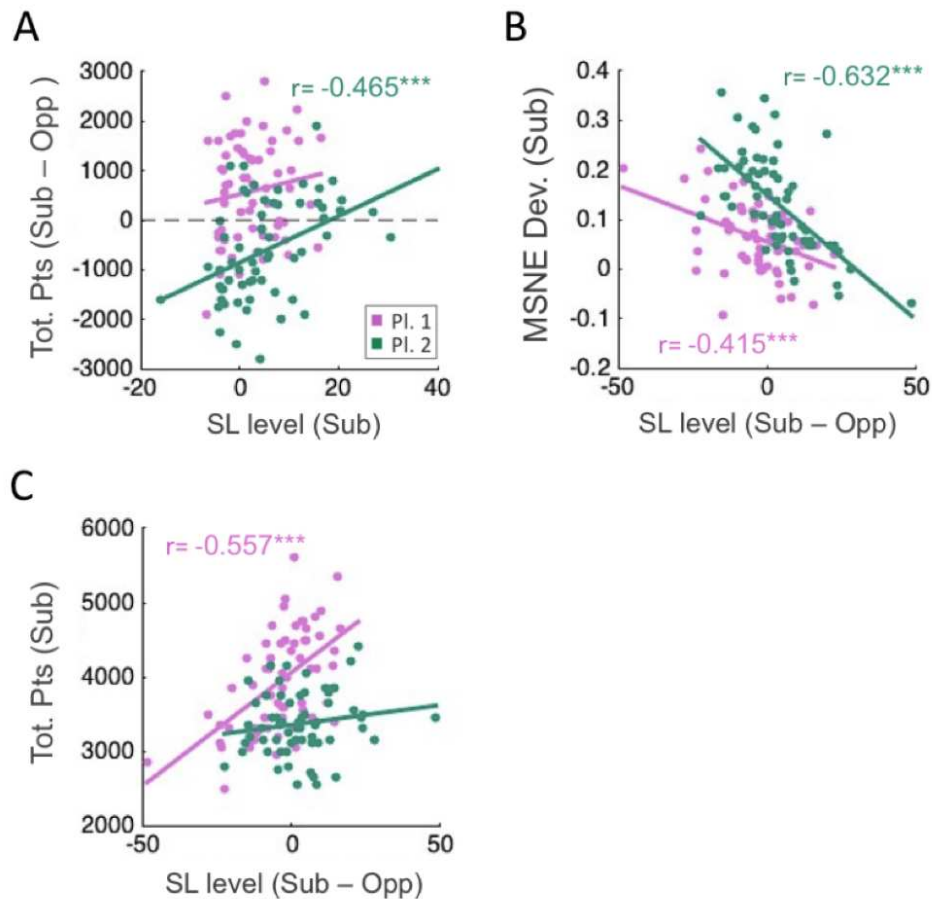 A
3000
2000
1000
0
-1000
-2000
-3000
-20
0
20
40
Tot. Pts (Sub – Opp )
SL level (Sub)
r= -0.465***
Pl. 1
Pl. 2
B
0.4
0.3
0.2
0.1
0
-0.1
-0.2
-50
0
50
MSNE Dev. (Sub)
SL level (Sub – Opp)
r= -0.632***
r= -0.415***
C
6000
5000
4000
3000
2000
-50
0
50
Tot. Pts (Sub)
SL level (Sub – Opp)
r= -0.557***